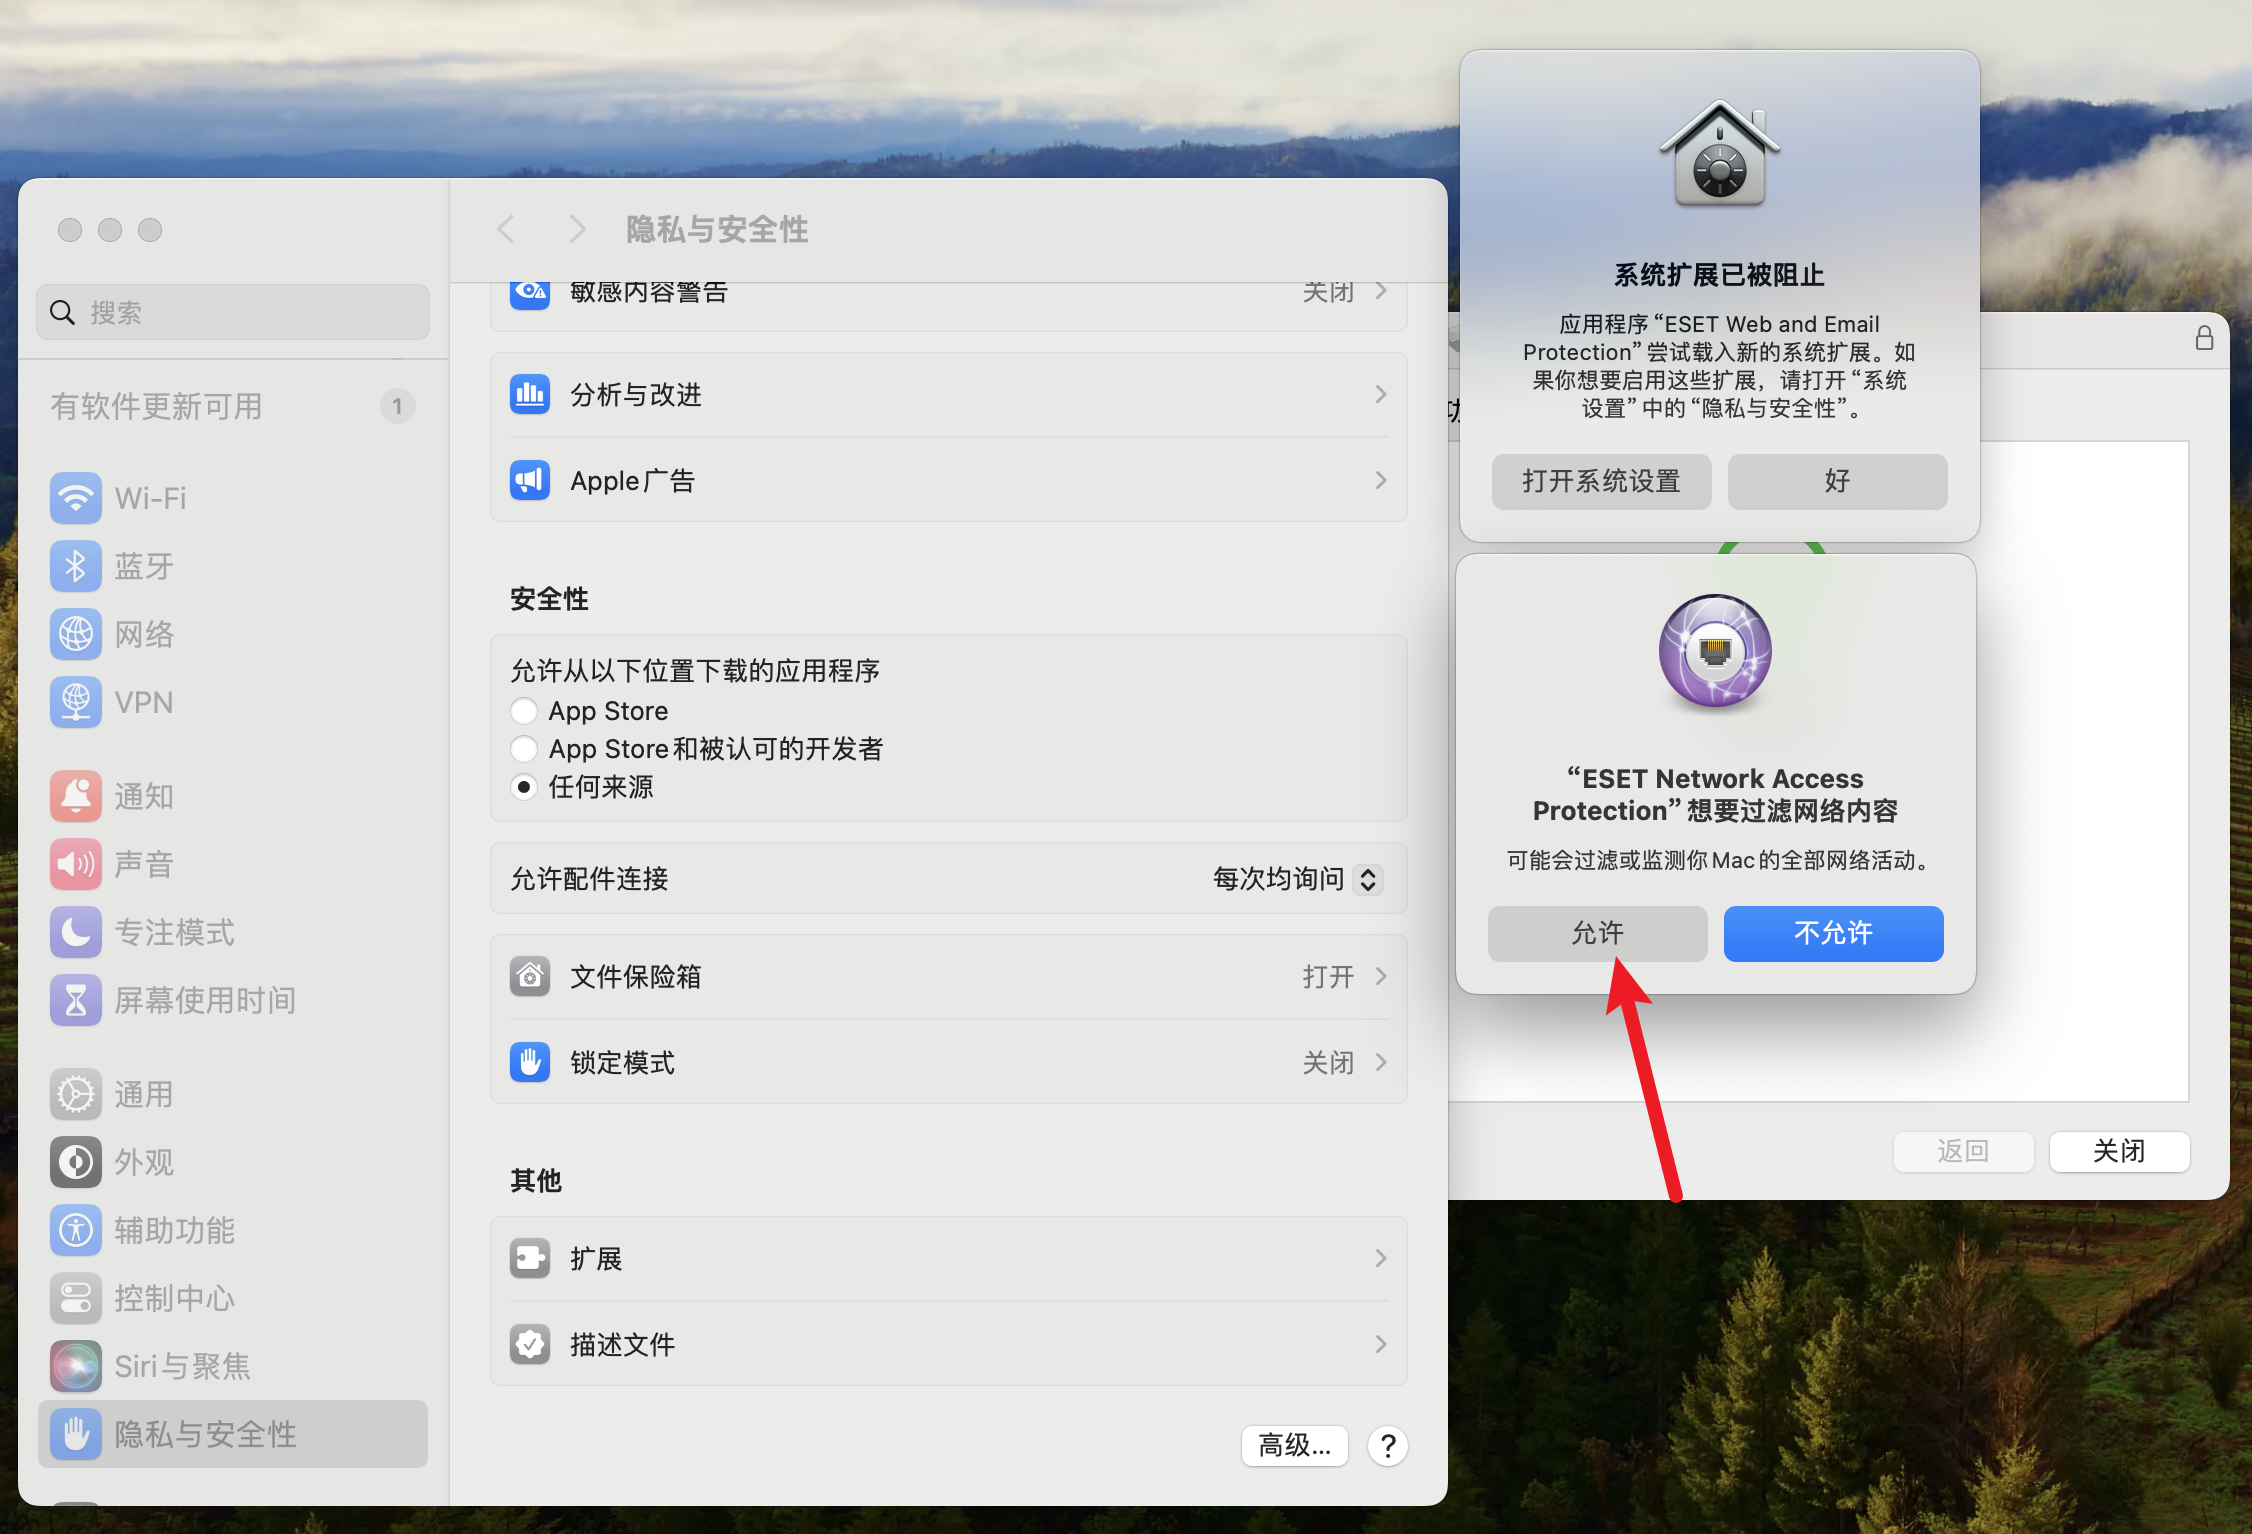 隐私与安全性
搜索
有软件更新可用
1
Wi-Fi
蓝牙
网络
VPN
通知
声音
专注模式
屏幕使用时间
通用
外观
辅助功能
控制中心
Siri与聚焦
隐私与安全性
敏感内容警告
关闭
分析与改进
Apple广告
安全性
允许从以下位置下载的应用程序
App Store
App Store和被认可的开发者
任何来源
允许配件连接
每次均询问
文件保险箱
打开
锁定模式
关闭
其他
扩展
描述文件
高级...
?
系统扩展已被阻止
应用程序“ESET Web and Email
Protection”尝试载入新的系统扩展。如
果你想要启用这些扩展，请打开“系统
设置”中的“隐私与安全性”。
打开系统设置
好
“ESET Network Access
Protection”想要过滤网络内容
可能会过滤或监测你Mac的全部网络活动。
允许
不允许
返回
关闭